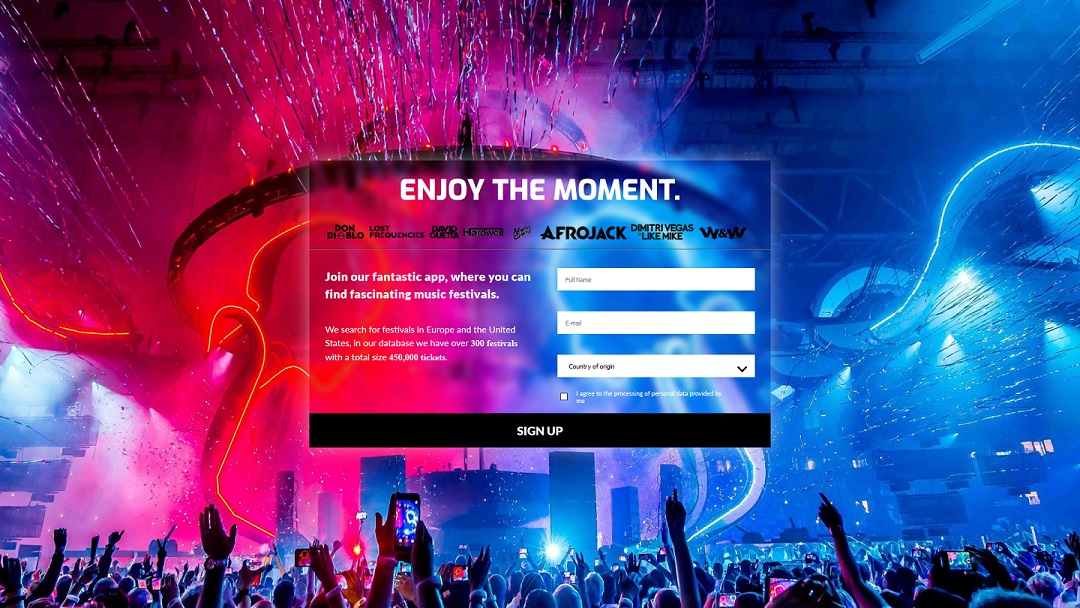 ENJOY THE MOMENT.
DON DIABLO LOST FREQUENCIES DAVID GUETTA Hardwell AFROJACK DIMITRI VEGAS LIKE MIKE W&W
Join our fantastic app, where you can
find fascinating music festivals.
We search for festivals in Europe and the United
States, in our database we have over 300 festivals
with a total size 450,000 tickets.
Full Name
E-mail
Country of origin
I agree to the processing of personal data provided by
me
SIGN UP